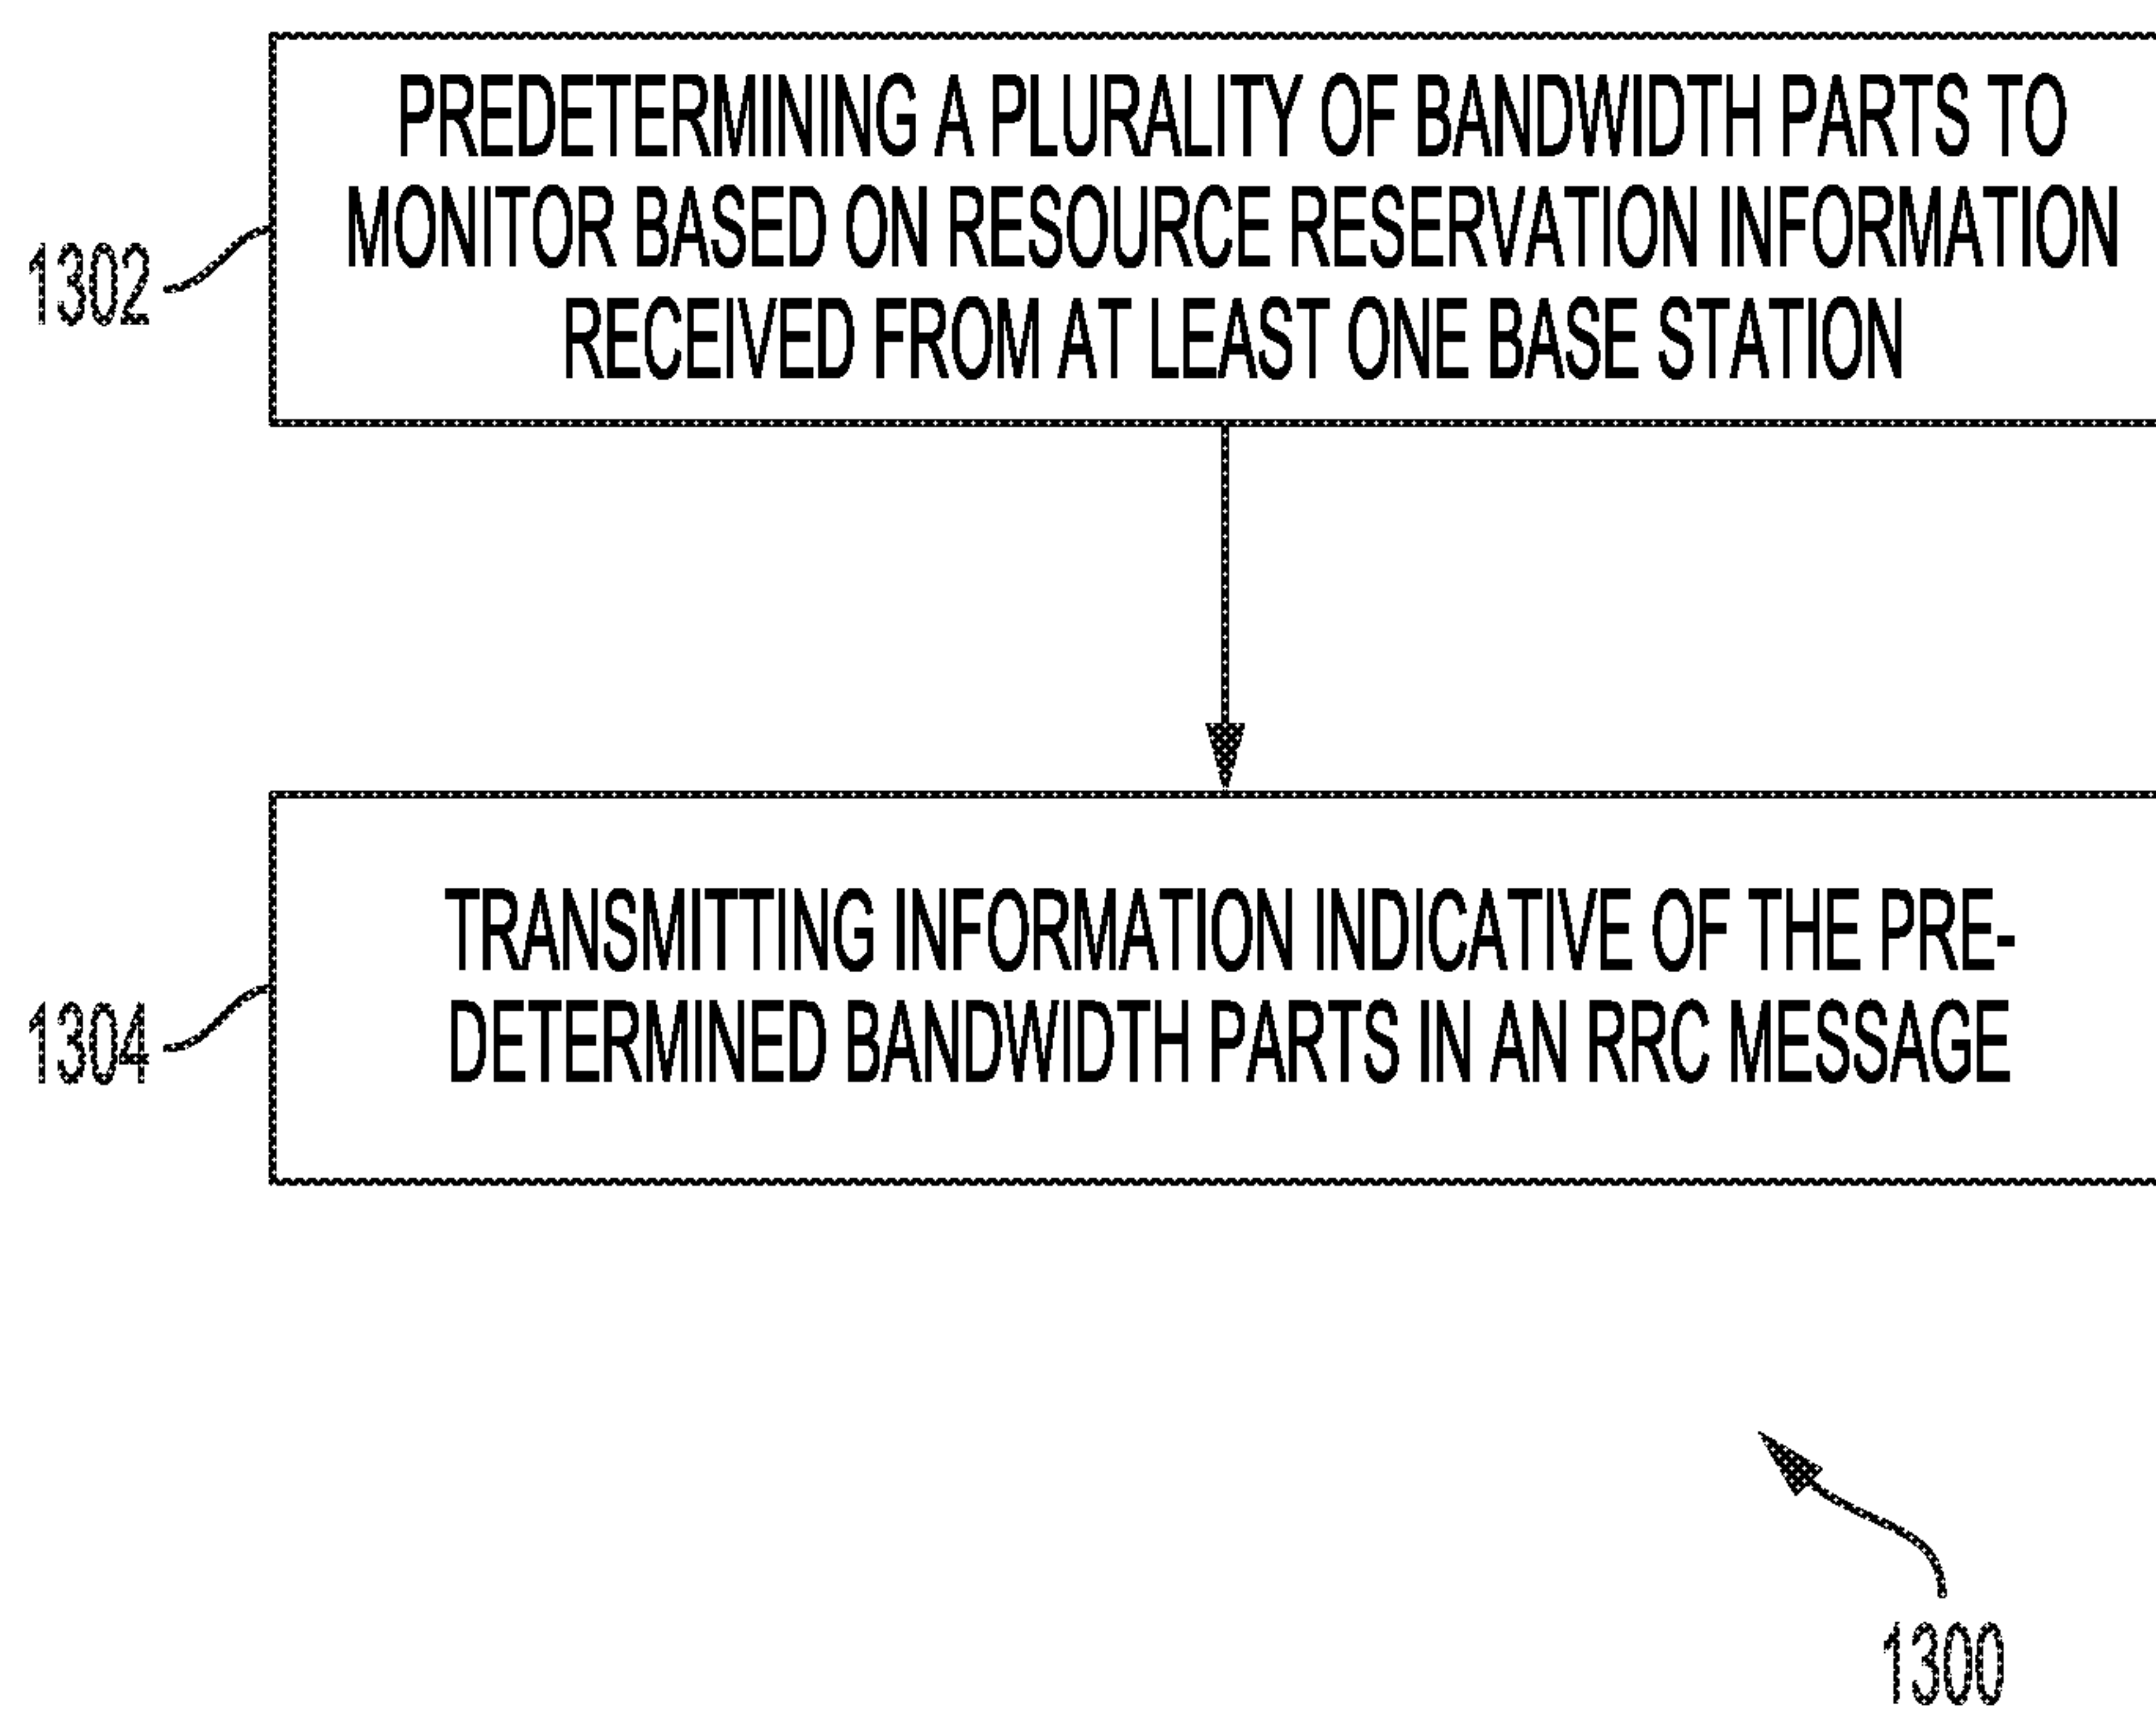 PREDETERMINING A PLURALITY OF BANDWIDTH PARTS TO
MONITOR BASED ON RESOURCE RESERVATION INFORMATION
RECEIVED FROM AT LEAST ONE BASE STATION
1302
TRANSMITTING INFORMATION INDICATIVE OF THE PRE-
DETERMINED BANDWIDTH PARTS IN AN RRC MESSAGE
1304
1300